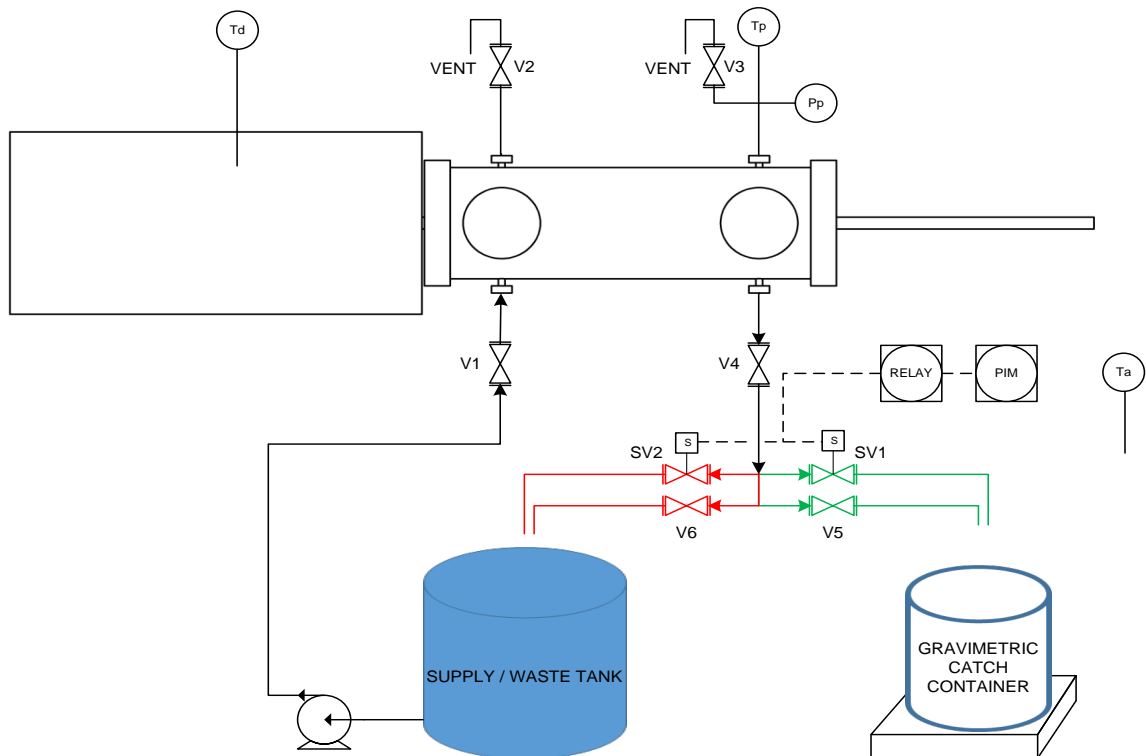 Td
Tp
VENT
V2
VENT
V3
Pp
V1
V4
RELAY
PIM
Ta
S
S
SV2
SV1
V6
V5
SUPPLY / WASTE TANK
GRAVIMETRIC
CATCH
CONTAINER